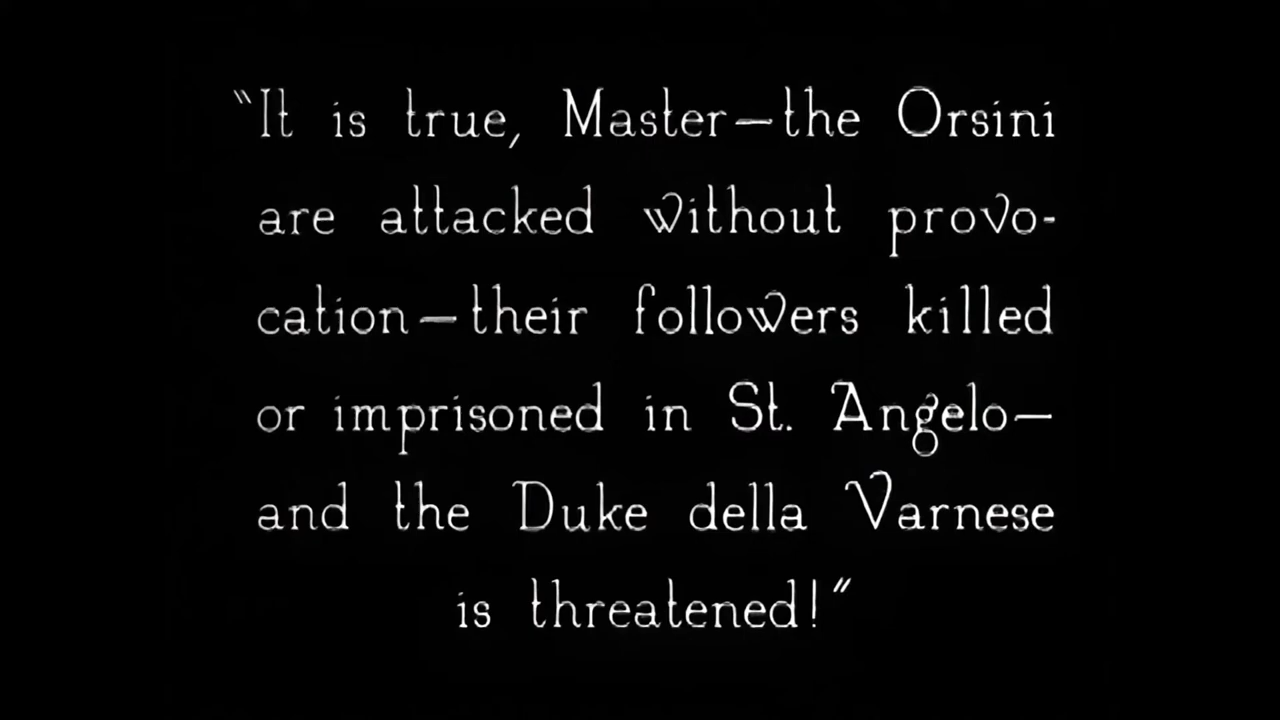 “It is true, Master—the Orsini
are attacked without provo-
cation—their followers killed
or imprisoned in St. Angelo—
and the Duke della Varnese
is threatened!”